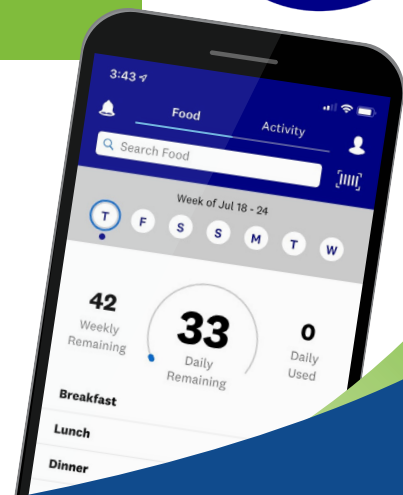 3:43
Food
Activity
Search Food
Week of Jul 18 - 24
T F S S M T W
42
Weekly
Remaining
33
Daily
Remaining
0
Daily
Used
Breakfast
Lunch
Dinner